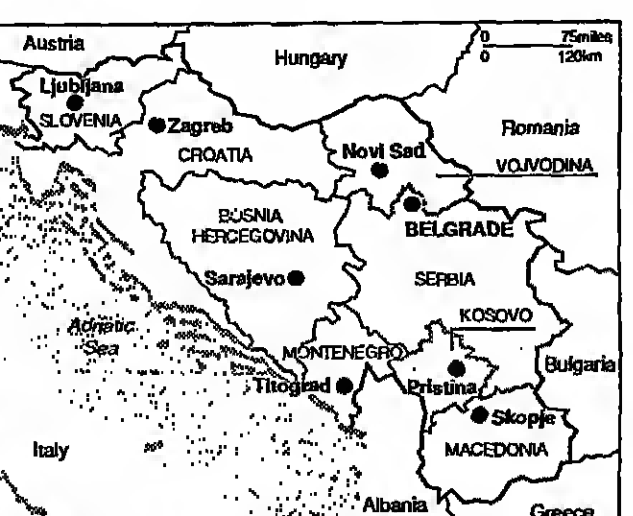 Austria
Hungary
0 75miles
0 120km
Ljubljana
SLOVENIA
Zagreb
CROATIA
Romania
Novi Sad
VOJVODINA
BOSNIA
HERCEGOVINA
BELGRADE
Sarajevo
SERBIA
KOSOVO
Adriatic
Sea
MONTENEGRO
Bulgaria
Titograd
Pristina
Skopje
Italy
MACEDONIA
Albania
Greece